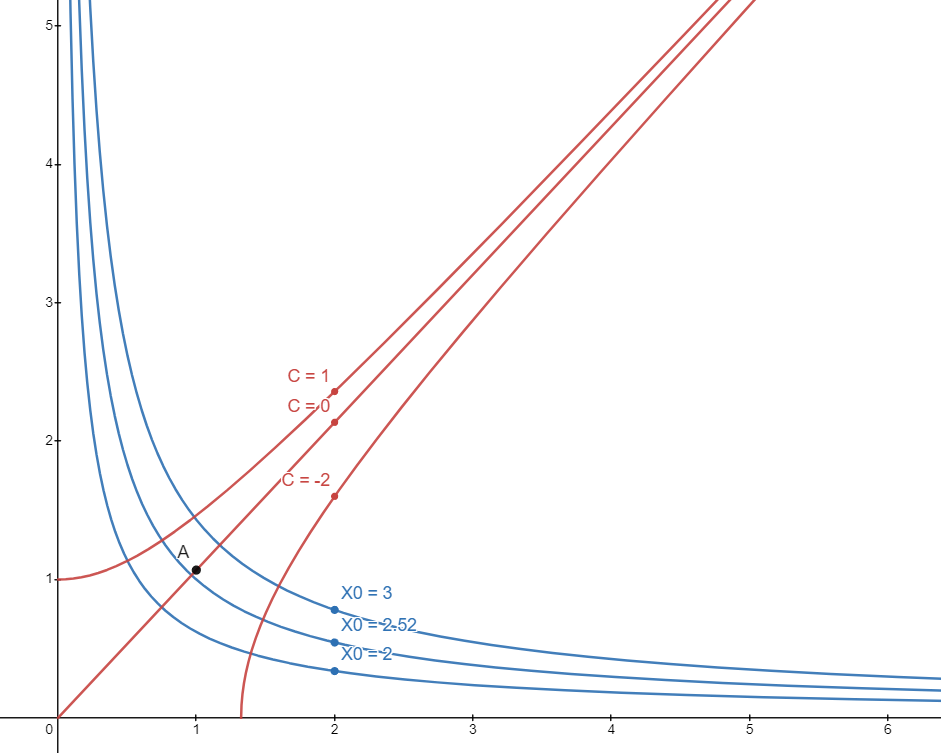 5
4
3
C = 1
C = 0
2
C = -2
A
1
X0 = 3
X0 = 2.52
X0 = 2
0 1 2 3 4 5 6